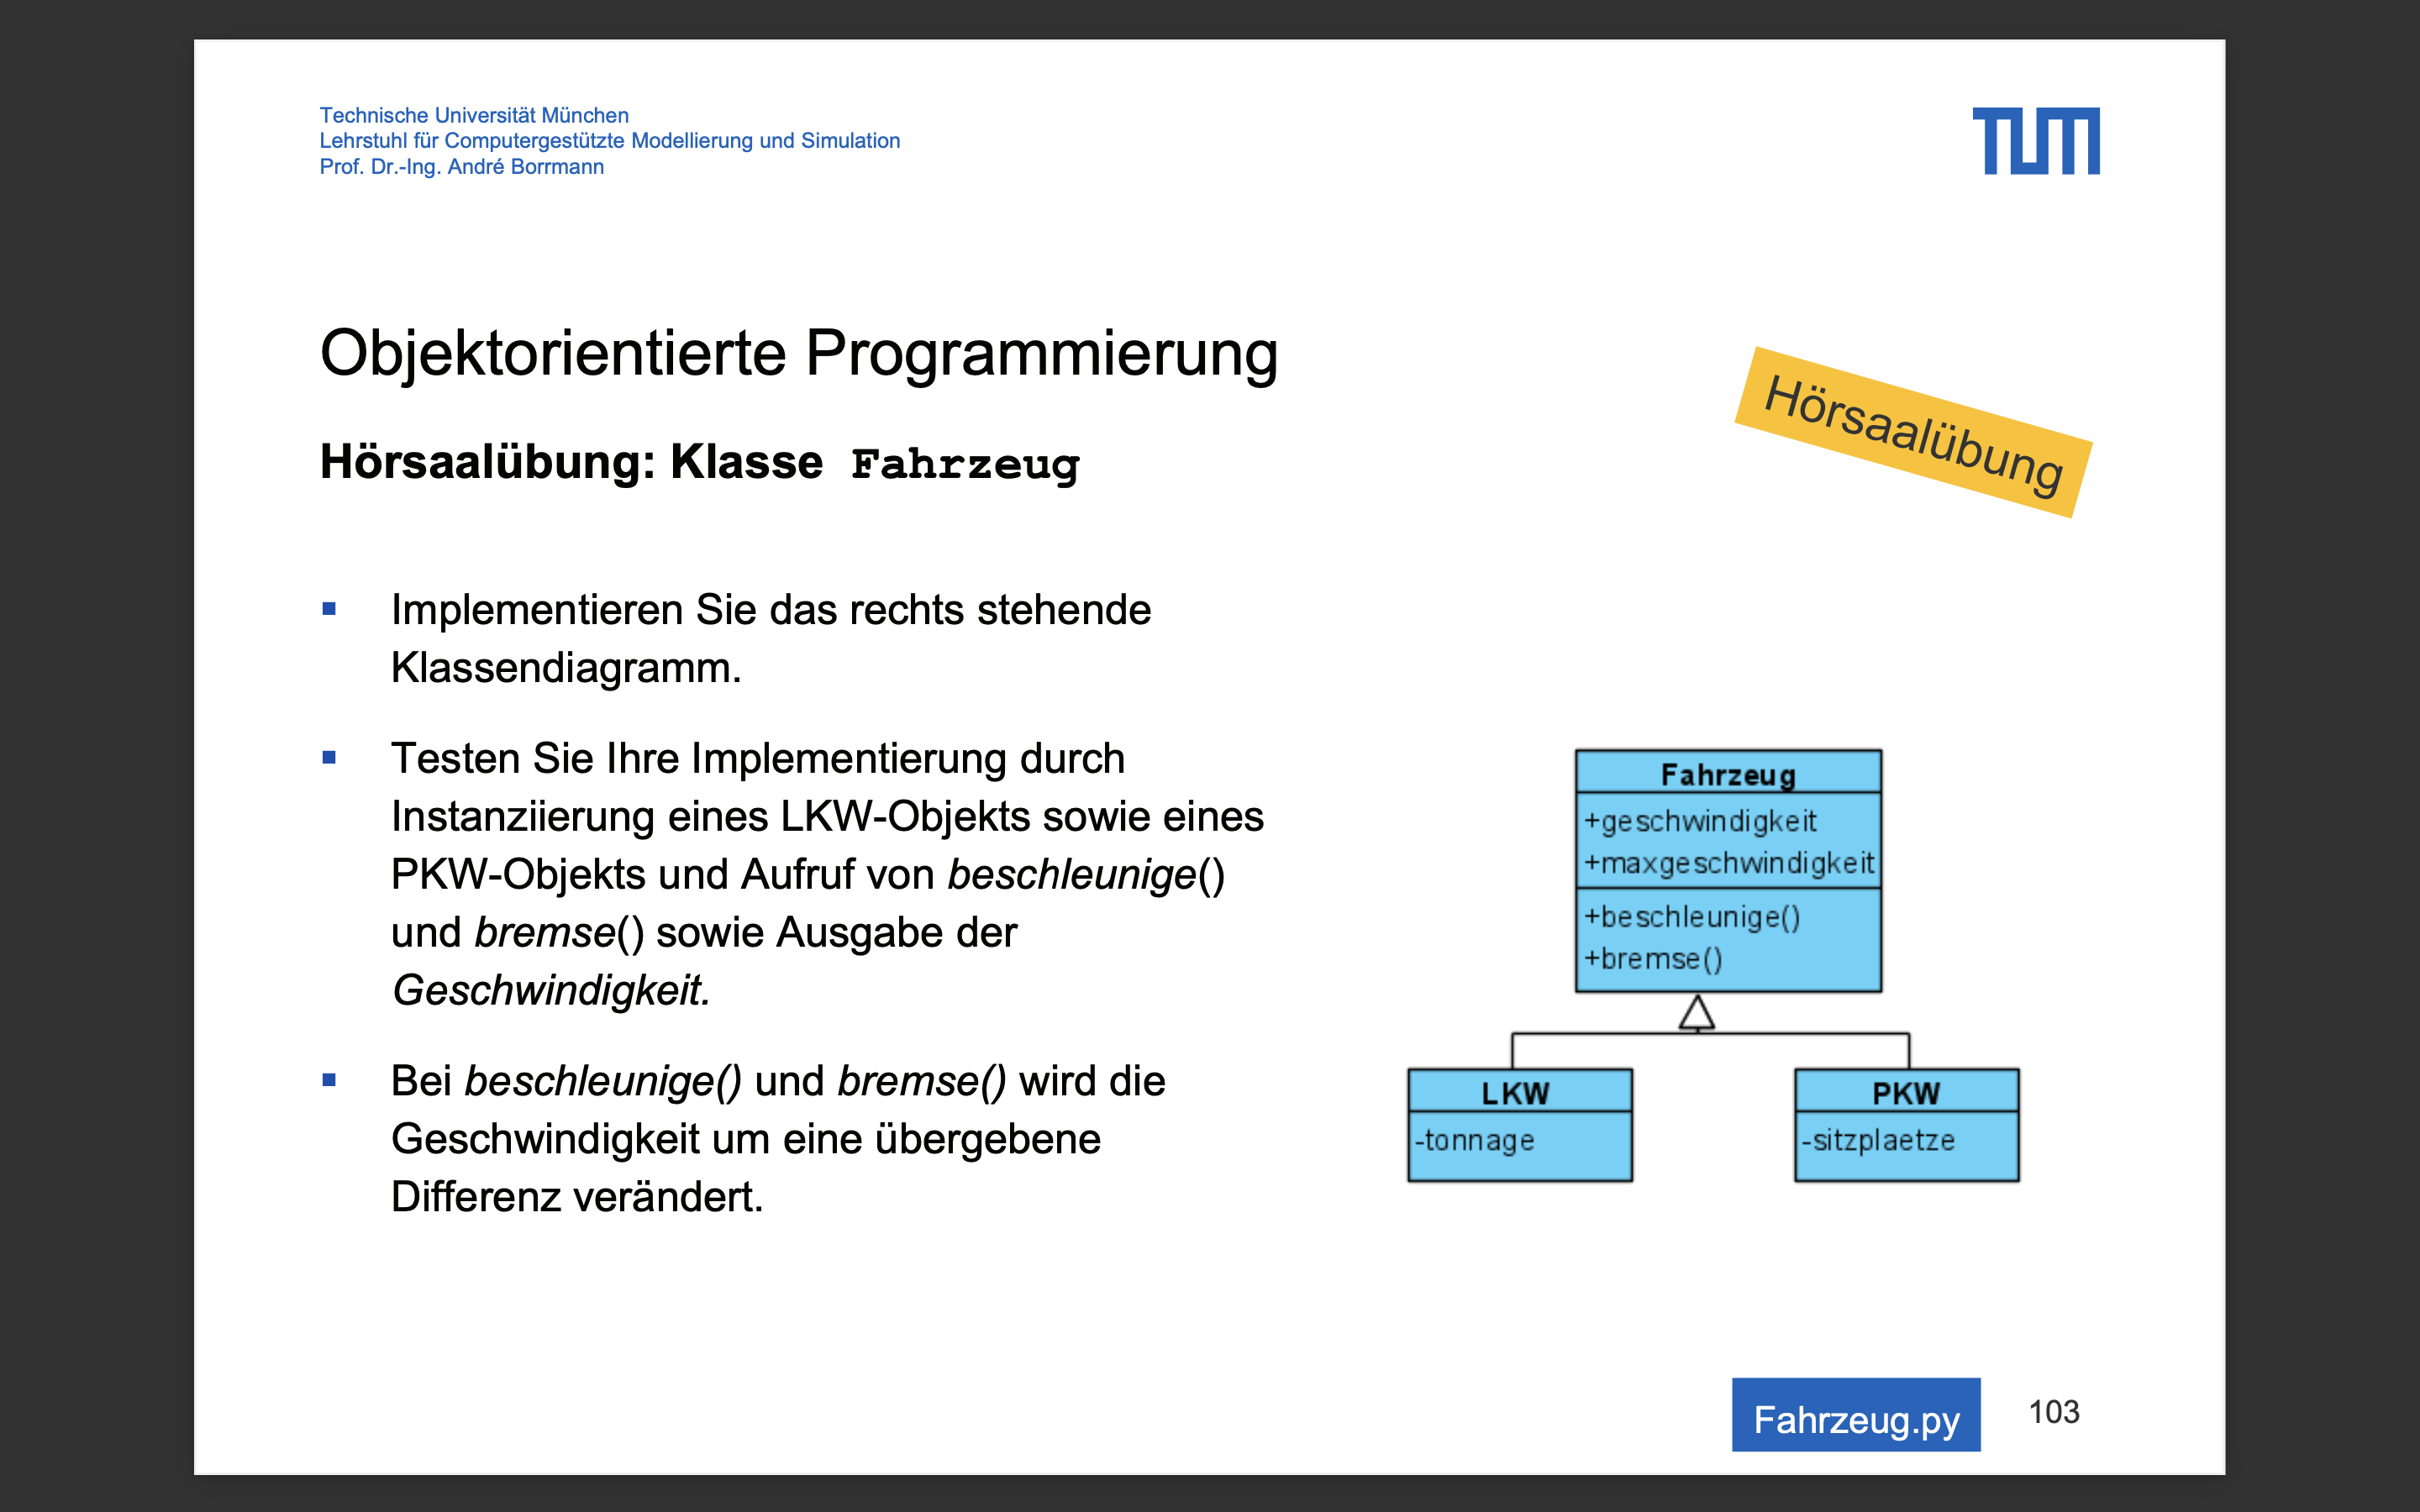 Technische Universität München
Lehrstuhl für Computergestützte Modellierung und Simulation
Prof. Dr.-Ing. André Borrmann
TUM
Objektorientierte Programmierung
Hörsaalübung: Klasse Fahrzeug
Hörsaalübung
Implementieren Sie das rechts stehende
Klassendiagramm.
Testen Sie Ihre Implementierung durch
Instanziierung eines LKW-Objekts sowie eines
PKW-Objekts und Aufruf von beschleunige()
und bremse() sowie Ausgabe der
Geschwindigkeit.
Bei beschleunige() und bremse() wird die
Geschwindigkeit um eine übergebene
Differenz verändert.
Fahrzeug
+geschwindigkeit
+maxgeschwindigkeit
+beschleunige()
+bremse()
LKW
-tonnage
PKW
-sitzplaetze
Fahrzeug.py
103